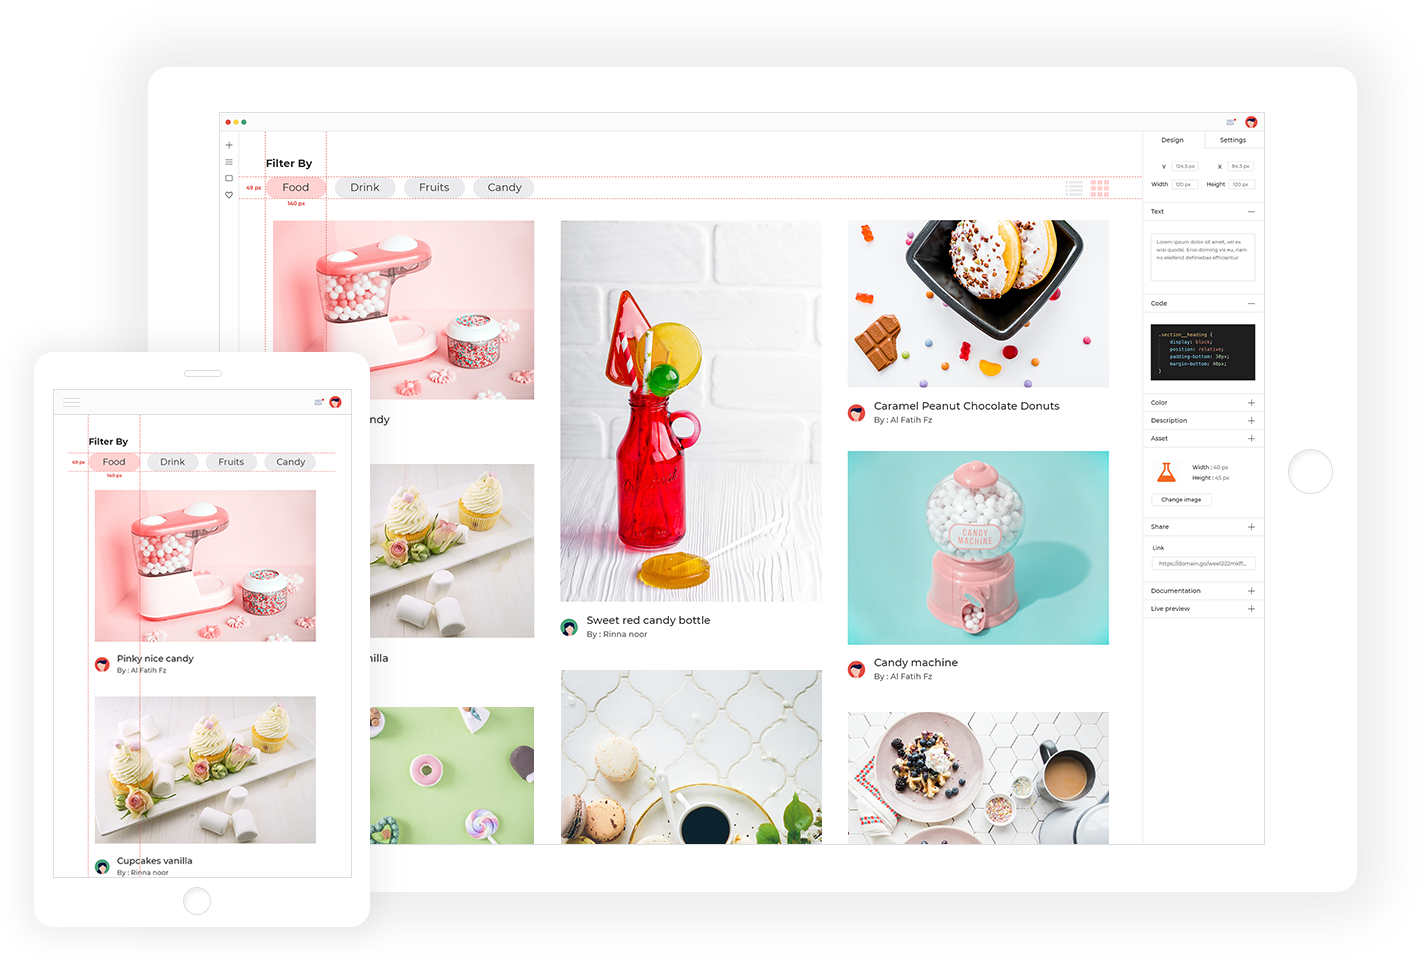 Filter By
49 px
Food
Drink
Fruits
Candy
140 px
ndy
illa
Sweet red candy bottle
By : Rinna noor
Caramel Peanut Chocolate Donuts
By : Al Fatih Fz
CANDY
MACHINE
Candy machine
By : Al Fatih Fz
Design
Settings
Y
124.5 px
X
84.5 px
Width
120 px
Height
120 px
Text
Lorem ipsum dolor sit amet, vel ex
wisi quodsi. Eros doming vis eu, nam
no eleifend definiebas efficiantur
Code
.section__heading {
display: block;
position: relative;
padding-bottom: 30px;
margin-bottom: 40px;
}
Color
Description
Asset
Width : 40 px
Height : 45 px
Change image
Share
Link
https://domain.go/wee1222mkff...
Documentation
Live preview
Filter By
49 px
Food
Drink
Fruits
Candy
140 px
Pinky nice candy
By : Al Fatih Fz
Cupcakes vanilla
By : Rinna noor